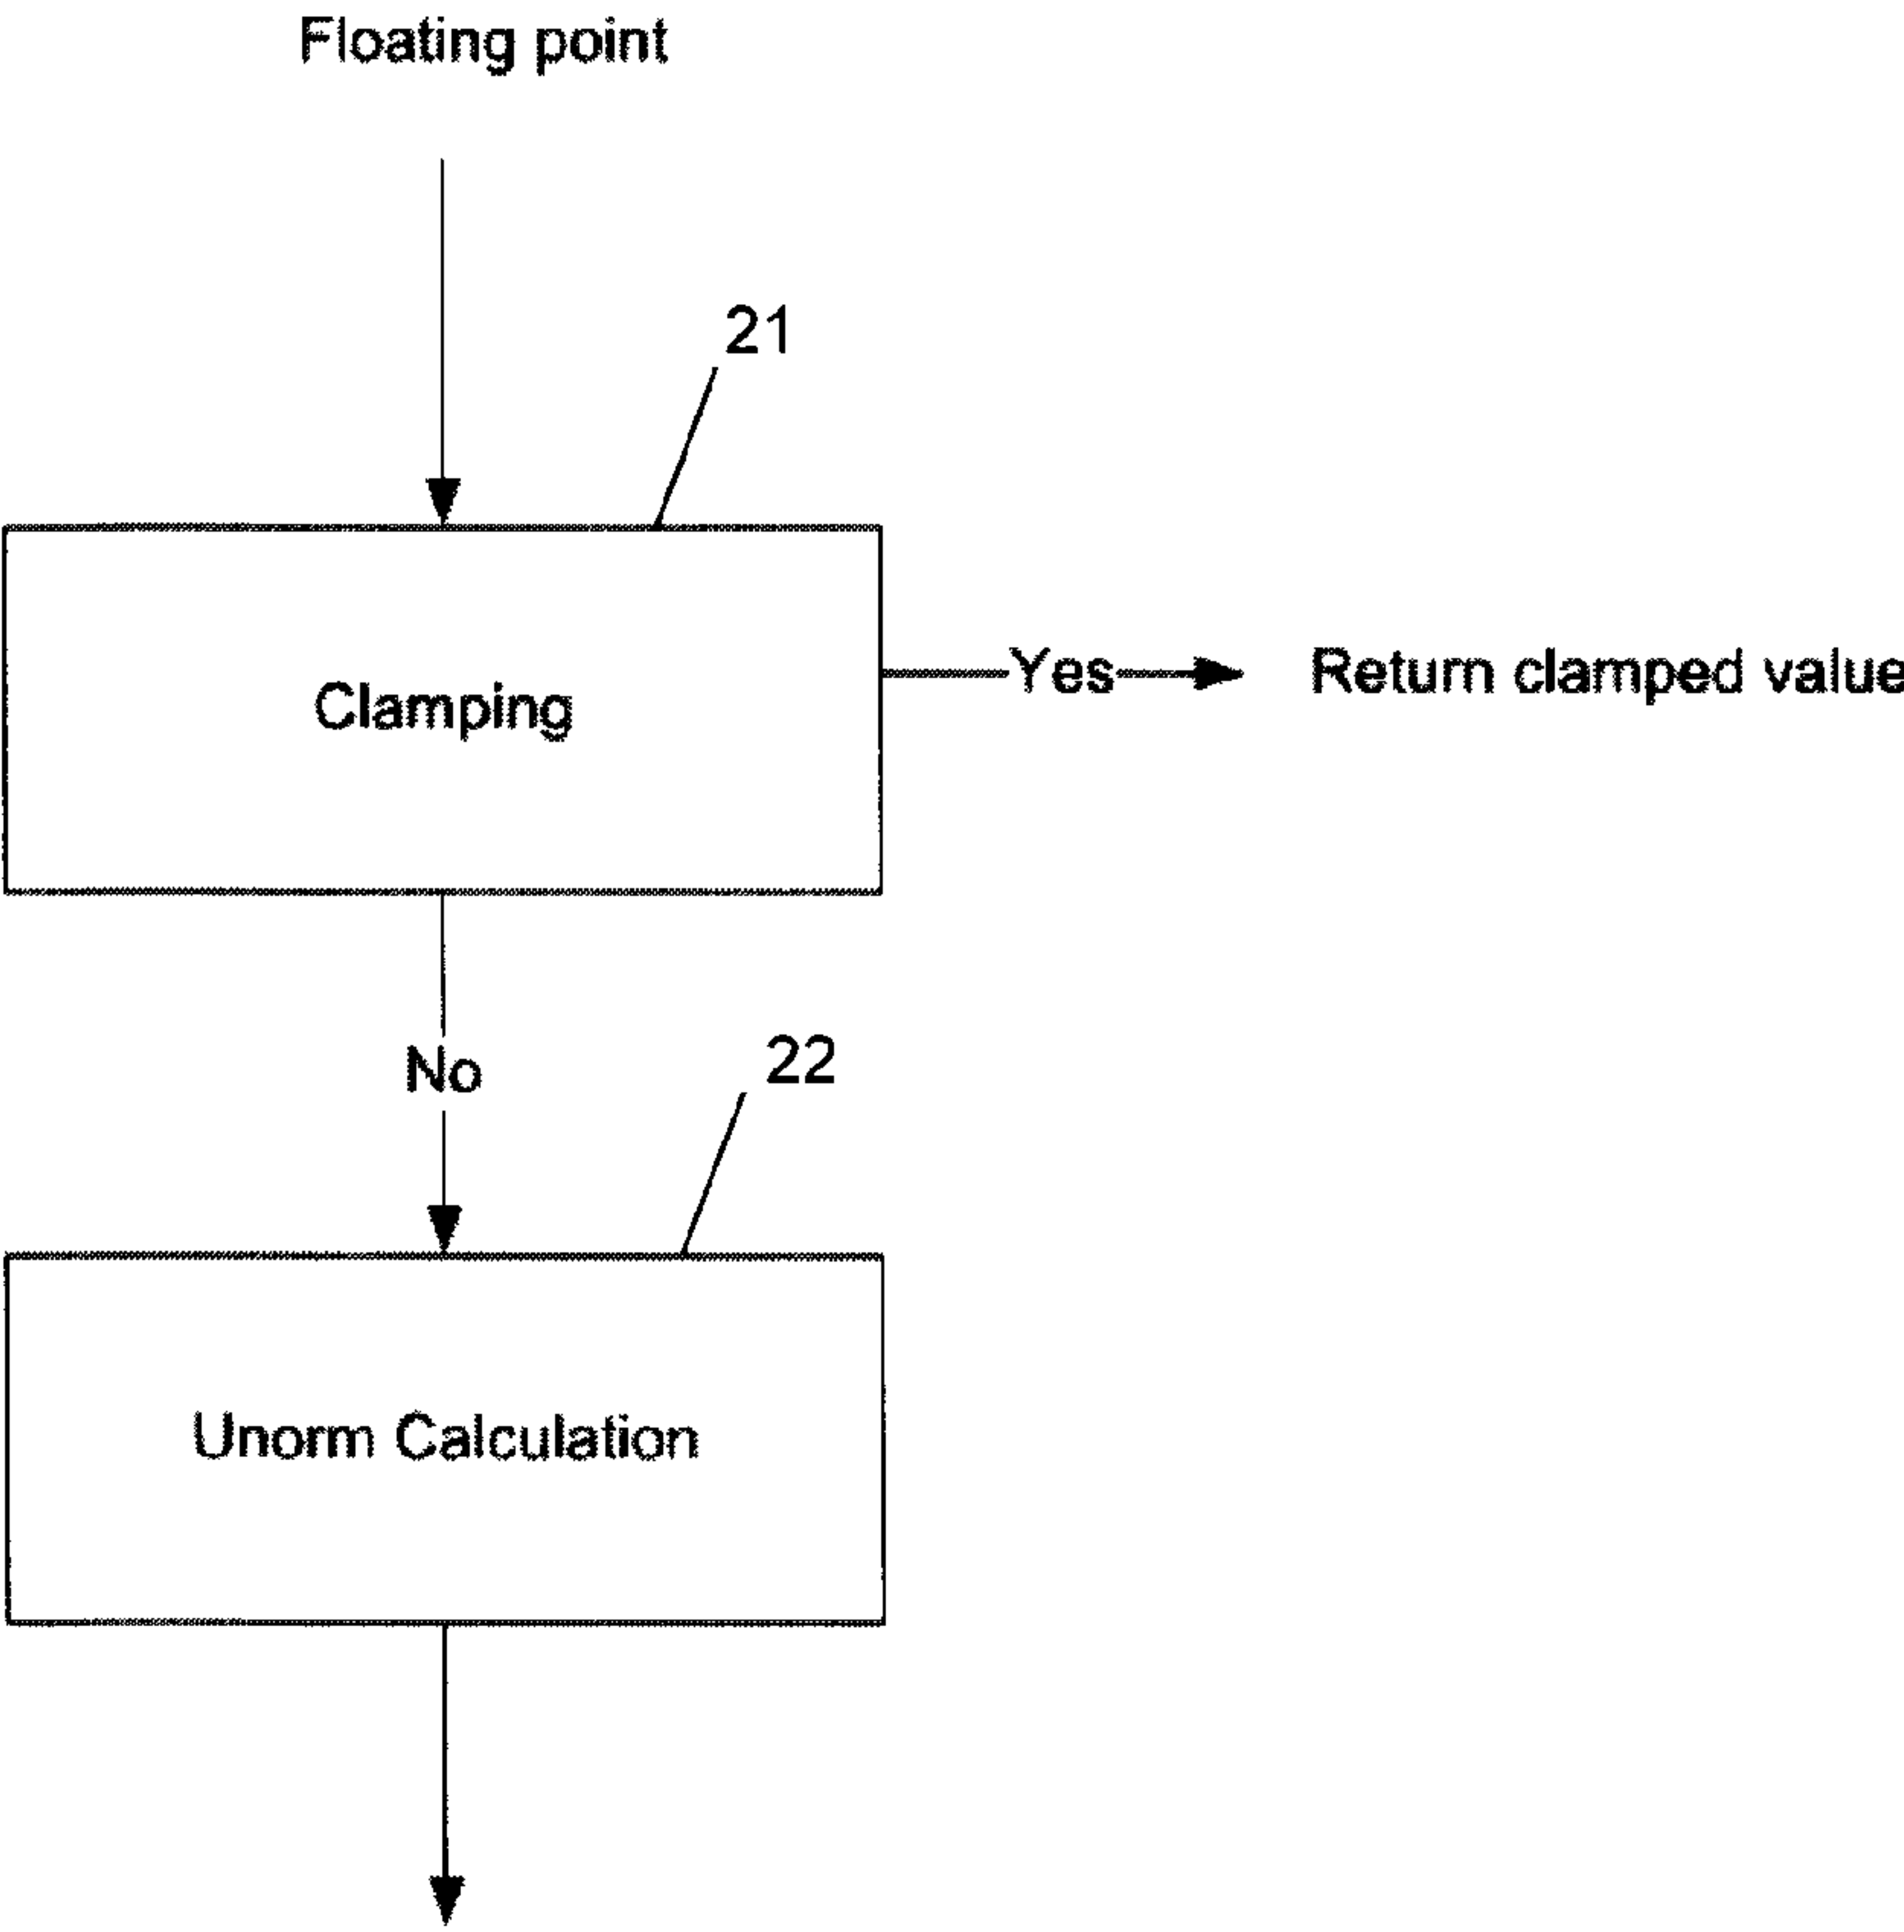 Floating point
21
Clamping
Yes
Return clamped value
No
22
Unorm Calculation